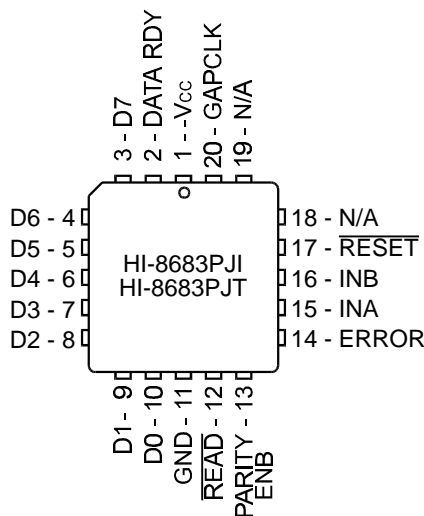 3 - D7
2 - DATA RDY
1 --Vcc
20 - GAPCLK
19 - N/A
D6 - 4
D5 - 5
D4 - 6
D3 - 7
D2 - 8
HI-8683PJI
HI-8683PJT
18 - N/A
17 - RESET
16 - INB
15 - INA
14 - ERROR
D1- 9
D0 - 10
GND - 11
READ - 12
PARITY - 13
ENB